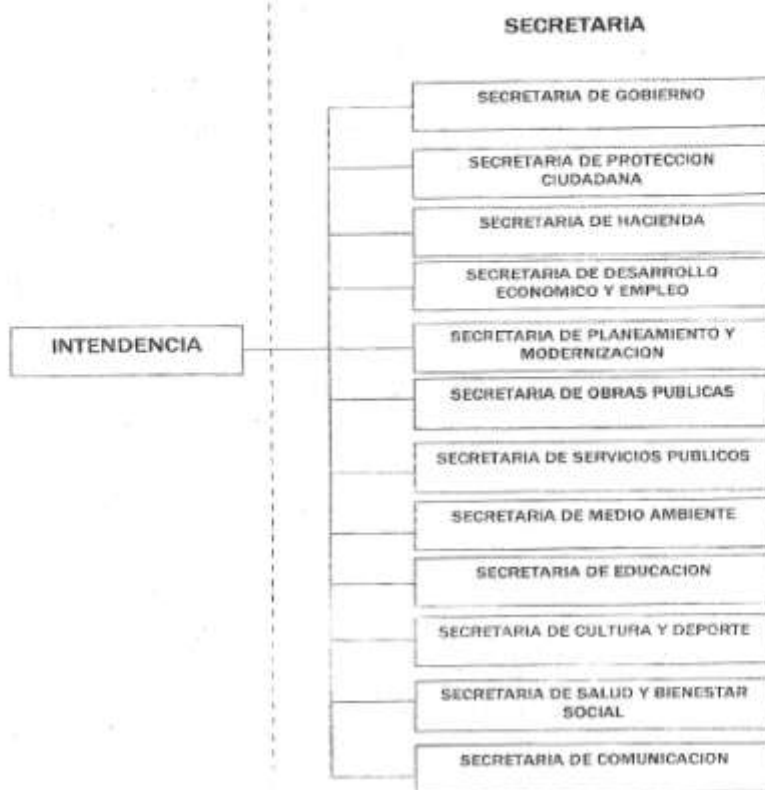 SECRETARIA
SECRETARIA DE GOBIERNO
SECRETARIA DE PROTECCION
CIUDADANA
SECRETARIA DE HACIENDA
SECRETARIA DE DESARROLLO
ECONOMICO Y EMPLEO
INTENDENCIA
SECRETARIA DE PLANEAMIENTO Y
MODERNIZACION
SECRETARIA DE OBRAS PUBLICAS
SECRETARIA DE SERVICIOS PUBLICOS
SECRETARIA DE MEDIO AMBIENTE
SECRETARIA DE EDUCACION
SECRETARIA DE CULTURA Y DEPORTE
SECRETARIA DE SALUD Y BIENESTAR
SOCIAL
SECRETARIA DE COMUNICACION